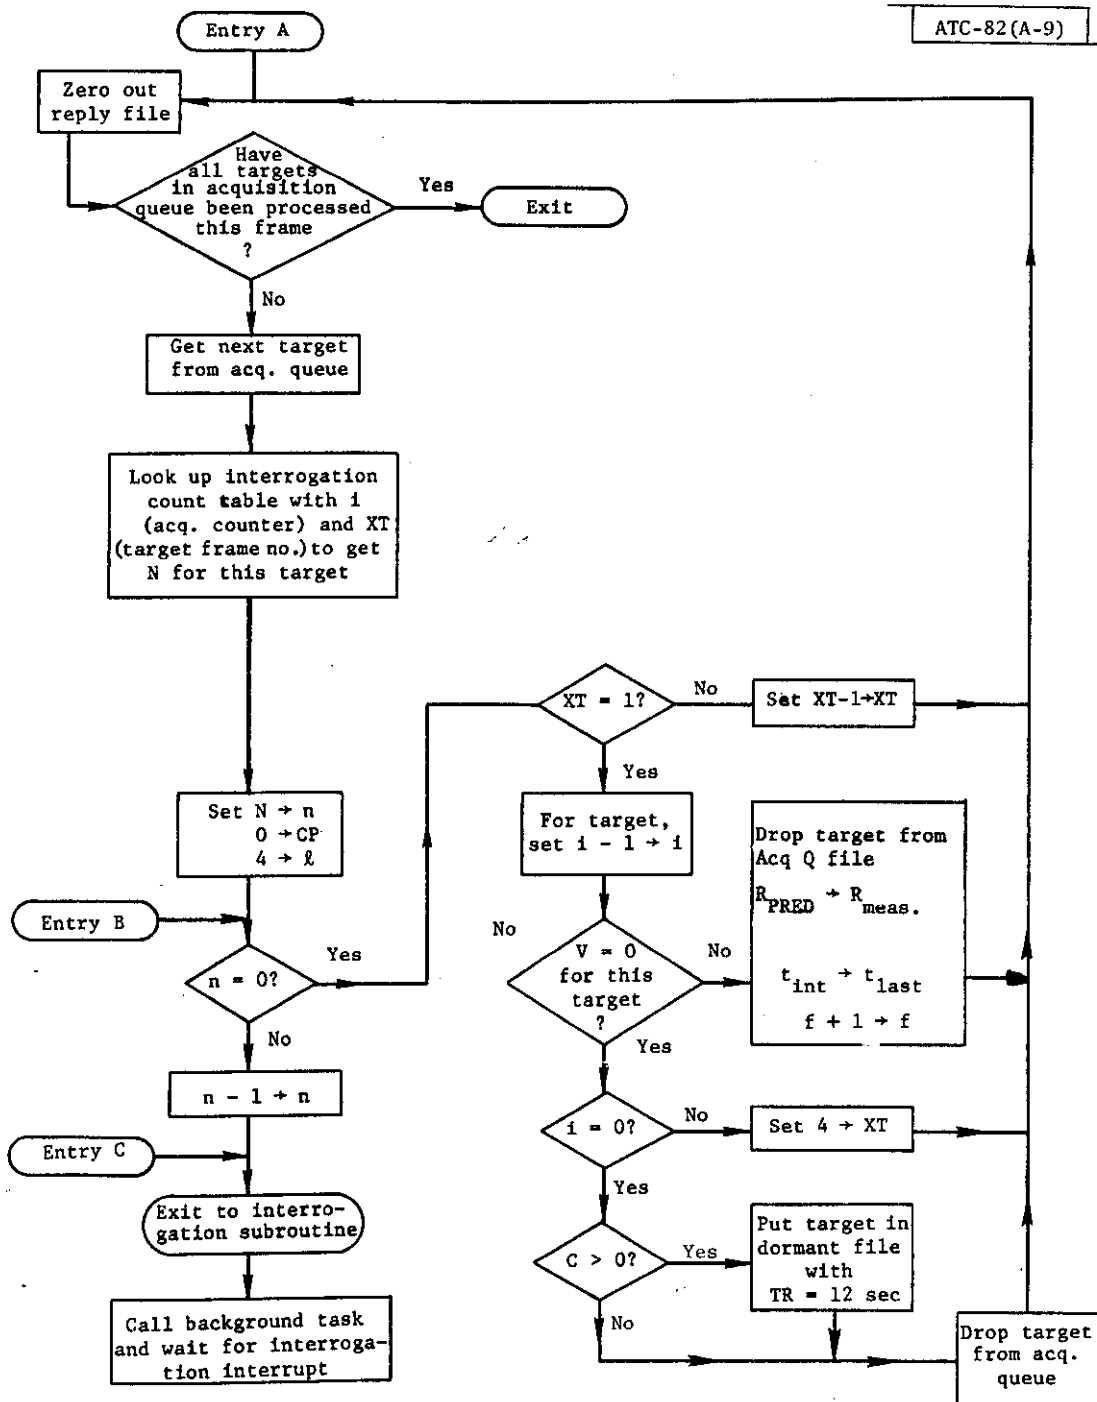 ATC-82(A-9)
Entry A
Zero out
reply file
Have
all targets
in acquisition
queue been processed
this frame
?
Yes
Exit
No
Get next target
from acq. queue
Look up interrogation
count table with i
(acq. counter) and XT
(target frame no.) to get
N for this target
Set N → n
0 → CP
4 → ℓ
Entry B
n = 0?
Yes
No
n - 1 → n
Entry C
Exit to interro-
gation subroutine
Call background task
and wait for interroga-
tion interrupt
XT = 1?
No
Set XT-1→XT
Yes
For target,
set i - 1 → i
No
V = 0
for this
target
?
No
Drop target from
Acq Q file
R_PRED → R_meas.
t_int → t_last
f + 1 → f
Yes
i = 0?
No
Set 4 → XT
Yes
C > 0?
Yes
Put target in
dormant file
with
TR = 12 sec
No
Drop target
from acq.
queue